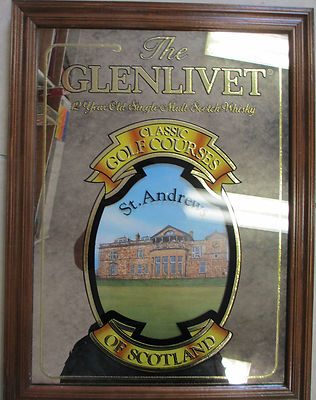 The
GLENLIVET
12 Year Old Single Malt Scotch Whisky
CLASSIC
GOLF COURSES
St. Andrews
OF SCOTLAND